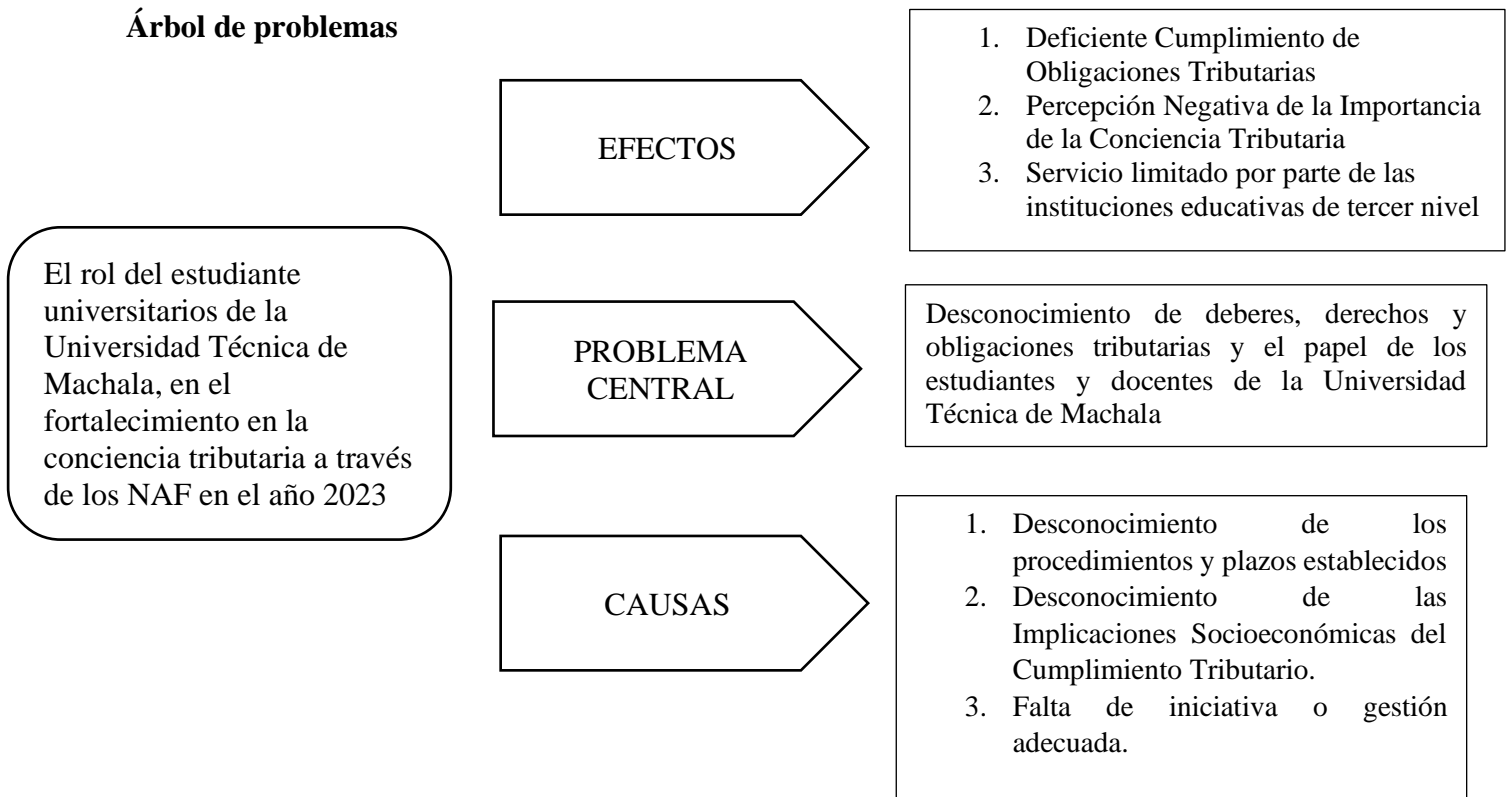 Árbol de problemas
El rol del estudiante
universitarios de la
Universidad Técnica de
Machala, en el
fortalecimiento en la
conciencia tributaria a través
de los NAF en el año 2023
EFECTOS
1. Deficiente Cumplimiento de
Obligaciones Tributarias
2. Percepción Negativa de la Importancia
de la Conciencia Tributaria
3. Servicio limitado por parte de las
instituciones educativas de tercer nivel
PROBLEMA
CENTRAL
Desconocimiento de deberes, derechos y
obligaciones tributarias y el papel de los
estudiantes y docentes de la Universidad
Técnica de Machala
CAUSAS
1. Desconocimiento de los
procedimientos y plazos establecidos
2. Desconocimiento de las
Implicaciones Socioeconómicas del
Cumplimiento Tributario.
3. Falta de iniciativa o gestión
adecuada.